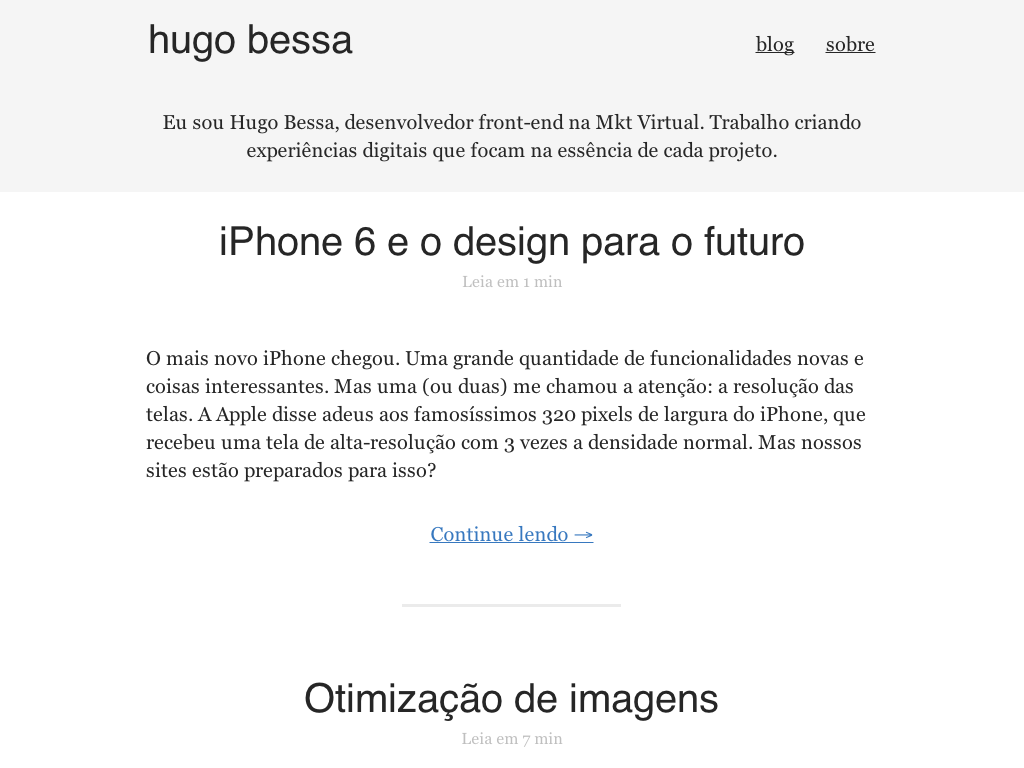 hugo bessa
blog sobre
Eu sou Hugo Bessa, desenvolvedor front-end na Mkt Virtual. Trabalho criando
experiências digitais que focam na essência de cada projeto.
iPhone 6 e o design para o futuro
Leia em 1 min
O mais novo iPhone chegou. Uma grande quantidade de funcionalidades novas e
coisas interessantes. Mas uma (ou duas) me chamou a atenção: a resolução das
telas. A Apple disse adeus aos famosíssimos 320 pixels de largura do iPhone, que
recebeu uma tela de alta-resolução com 3 vezes a densidade normal. Mas nossos
sites estão preparados para isso?
Continue lendo →
Otimização de imagens
Leia em 7 min